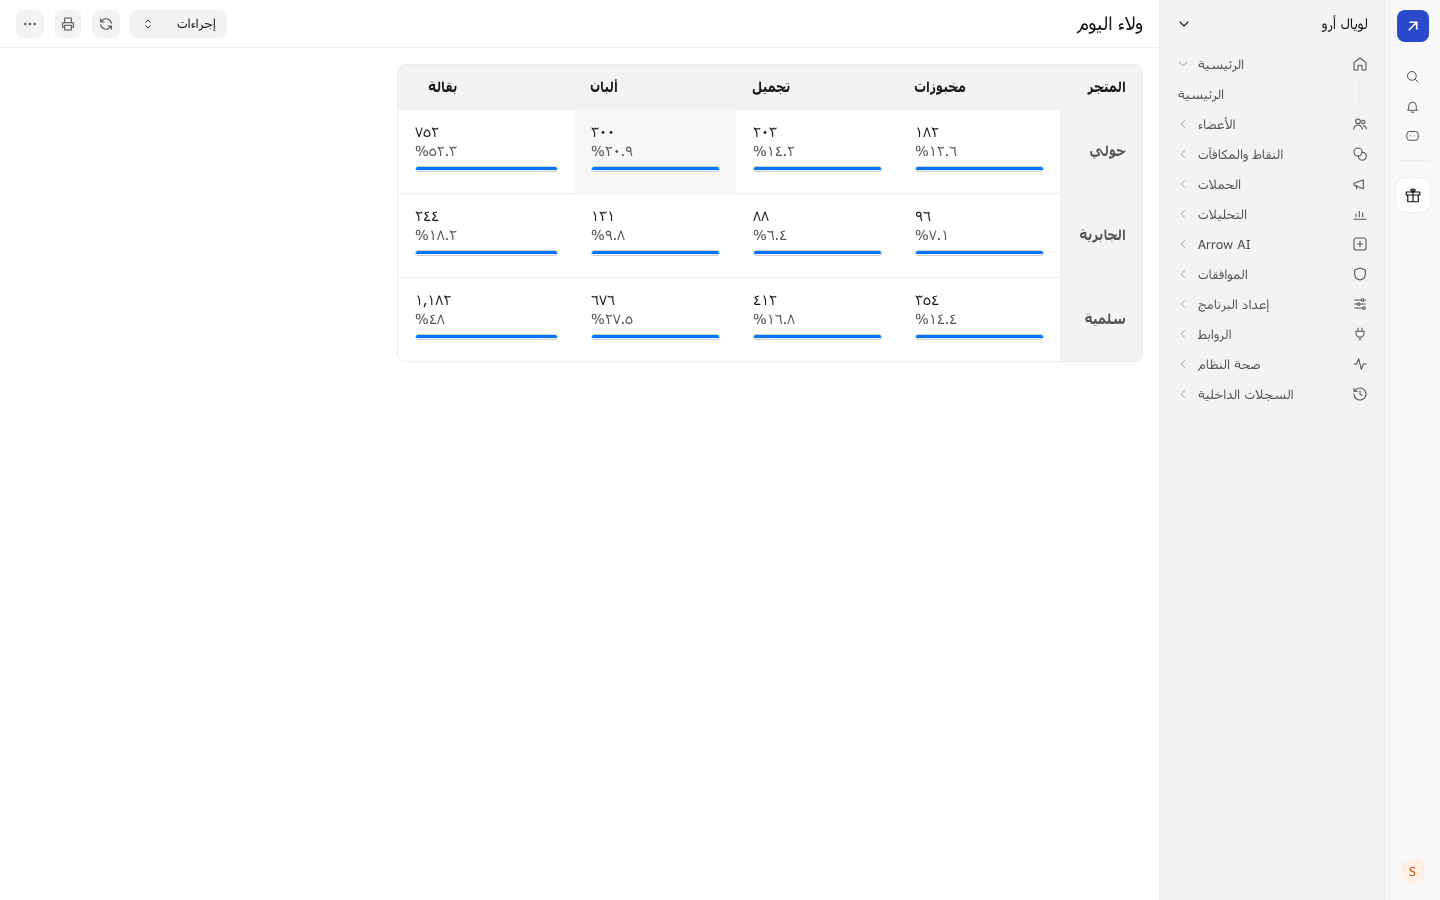 لويال أرو
الرئيسية
الرئيسية
الأعضاء
النقاط والمكافآت
الحملات
التحليلات
Arrow AI
الموافقات
إعداد البرنامج
الروابط
صحة النظام
السجلات الداخلية
S
ولاء اليوم
إجراءات
المتجر مخبوزات تجميل ألبان بقالة
حولي ١٨٢ ٢٠٣ ٣٠٠ ٧٥٢
%١٢.٦ %١٤.٢ %٢٠.٩ %٥٢.٣
الجابرية ٩٦ ٨٨ ١٣١ ٢٤٤
%٧.١ %٦.٤ %٩.٨ %١٨.٢
سلمية ٣٥٤ ٤١٢ ٦٧٦ ١,١٨٢
%١٤.٤ %١٦.٨ %٢٧.٥ %٤٨